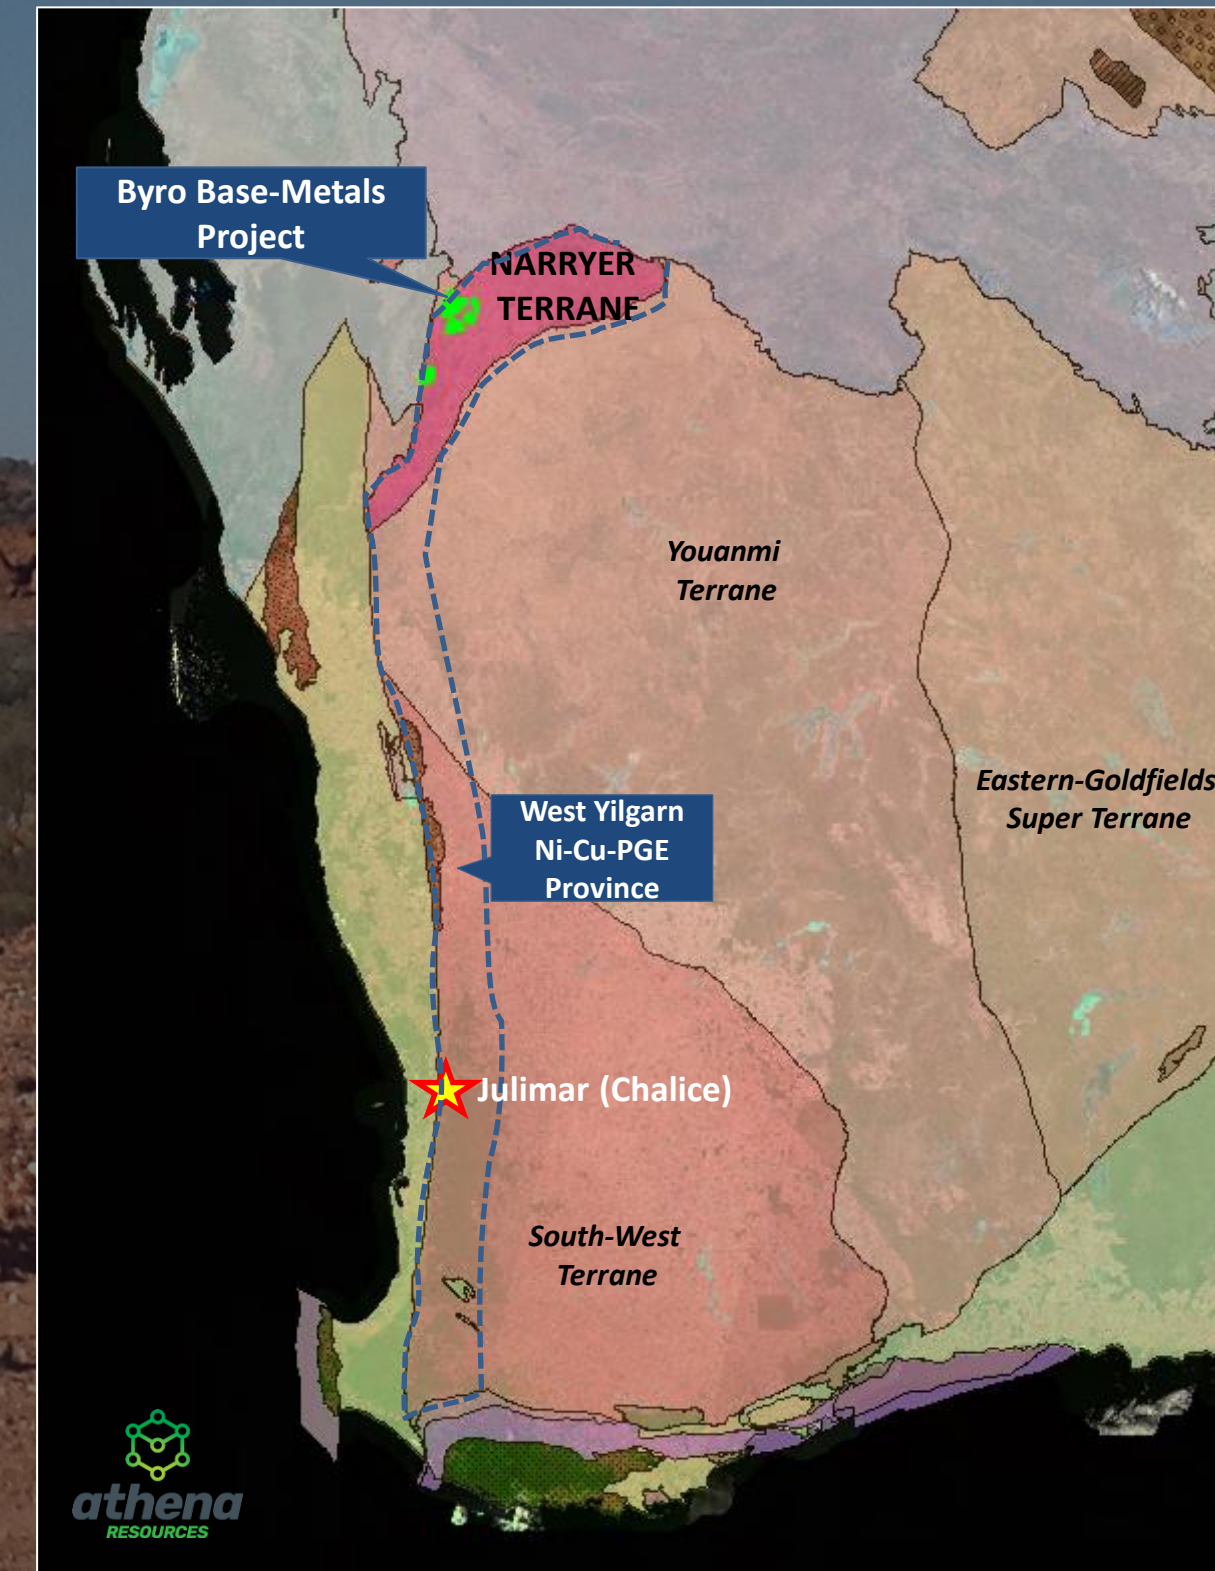 Byro Base-Metals
Project
NARRYER
TERRANE
Youanmi
Terrane
Eastern-Goldfields
Super Terrane
West Yilgarn
Ni-Cu-PGE
Province
Julimar (Chalice)
South-West
Terrane
athena
RESOURCES